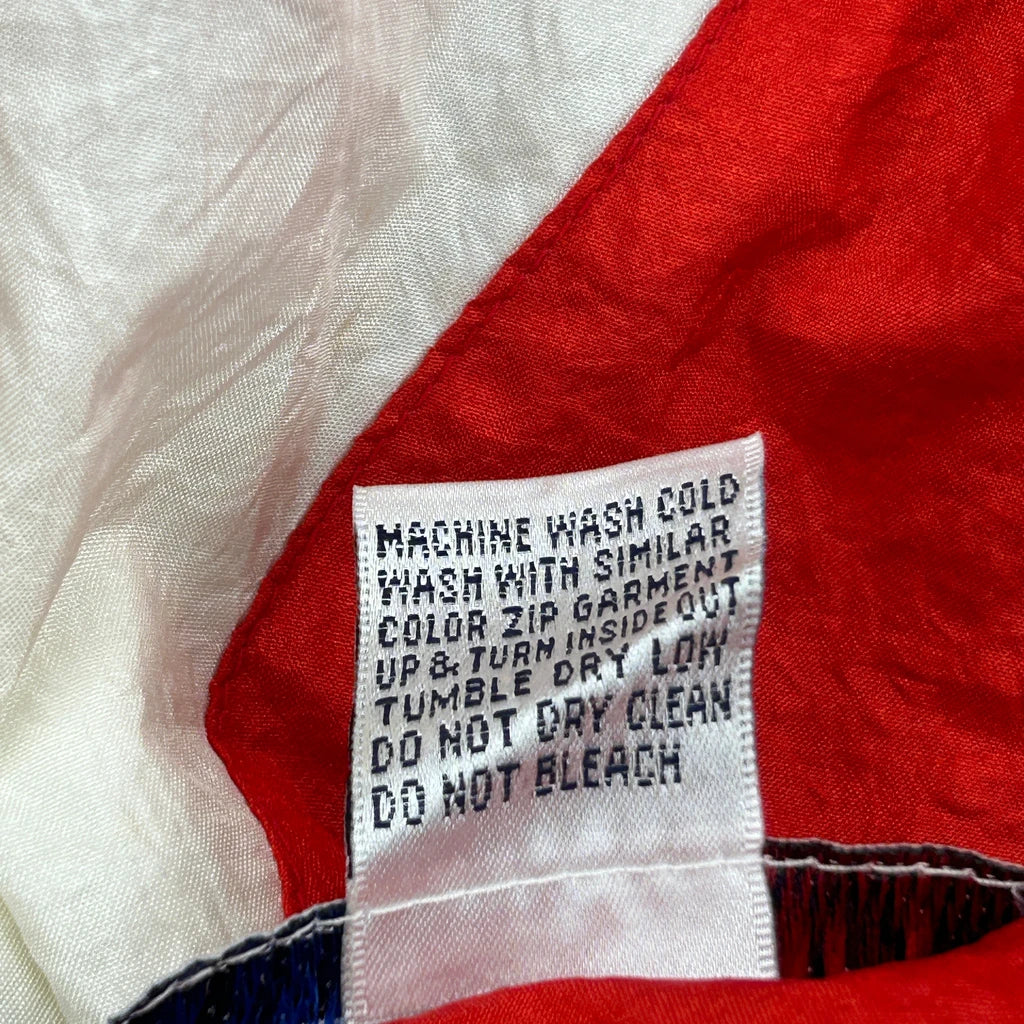 MACHINE WASH COLD
WASH WITH SIMILAR
COLOR ZIP GARMENT
UP & TURN INSIDE OUT
TUMBLE DRY LOW
DO NOT DRY CLEAN
DO NOT BLEACH